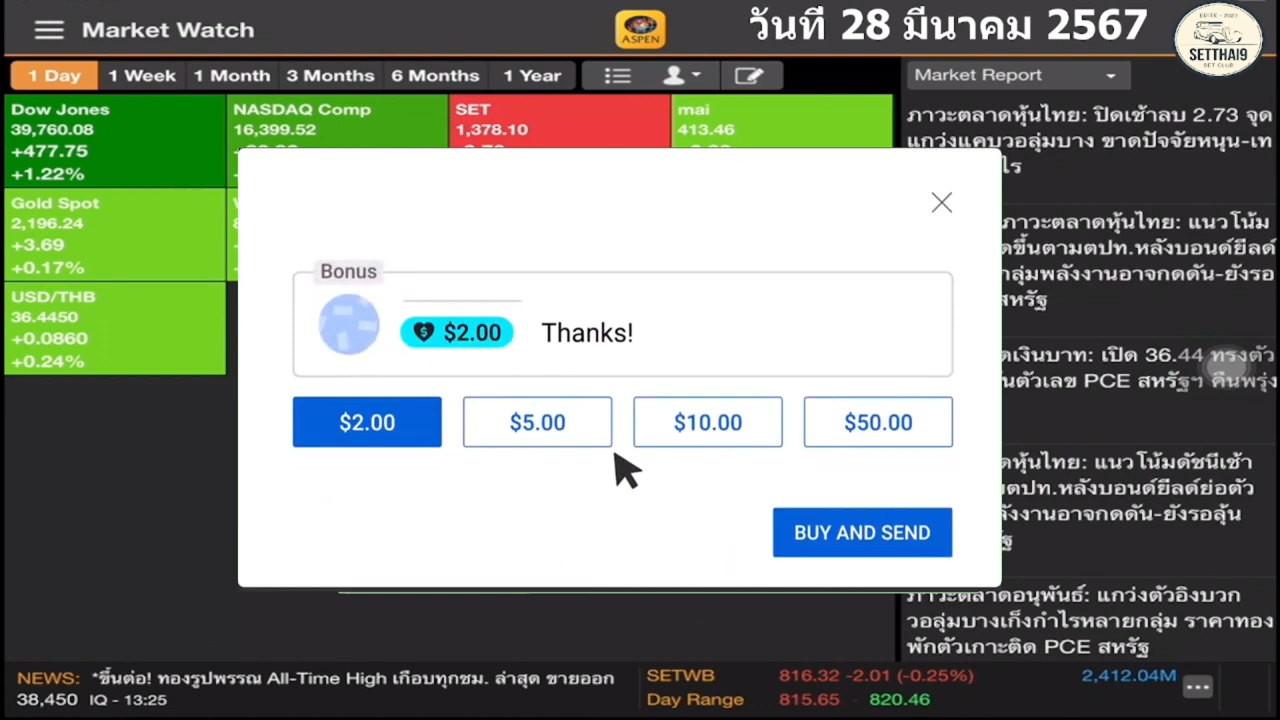 Market Watch
ASPEN
วันที่ 28 มีนาคม 2567
EDITE - 2023
SETTHAI9
SET CLUB
1 Day
1 Week
1 Month
3 Months
6 Months
1 Year
Market Report
Dow Jones
39,760.08
+477.75
+1.22%
NASDAQ Comp
16,399.52
SET
1,378.10
mai
413.46
Gold Spot
2,196.24
+3.69
+0.17%
USD/THB
36.4450
+0.0860
+0.24%
Bonus
$2.00 Thanks!
$2.00
$5.00
$10.00
$50.00
BUY AND SEND
ภาวะตลาดหุ้นไทย: ปิดเช้าลบ 2.73 จุด
แกว่งแคบวอลุ่มบาง ขาดปัจจัยหนุน-เท
ไร
ภาวะตลาดหุ้นไทย: แนวโน้ม
ขึ้นตามตปท.หลังบอนด์ยีลด์
ลุ่มพลังงานอาจกดดัน-ยังรอ
สหรัฐ
เงินบาท: เปิด 36.44 ทรงตัว
ตัวเลข PCE สหรัฐฯ คืนพรุ่ง
หุ้นไทย: แนวโน้มดัชนีเช้า
ตปท.หลังบอนด์ยีลด์ย่อตัว
ลังงานอาจกดดัน-ยังรอลุ้น
ภาวะตลาดอนุพันธ์: แกว่งตัวอิงบวก
วอลุ่มบางเก็งกำไรหลายกลุ่ม ราคาทอง
พักตัวเกาะติด PCE สหรัฐ
NEWS: *ขึ้นต่อ! ทองรูปพรรณ All-Time High เกือบทุกชม. ล่าสุด ขายออก
38,450 IQ - 13:25
SETWB 816.32 -2.01 (-0.25%) 2,412.04M
Day Range 815.65 - 820.46